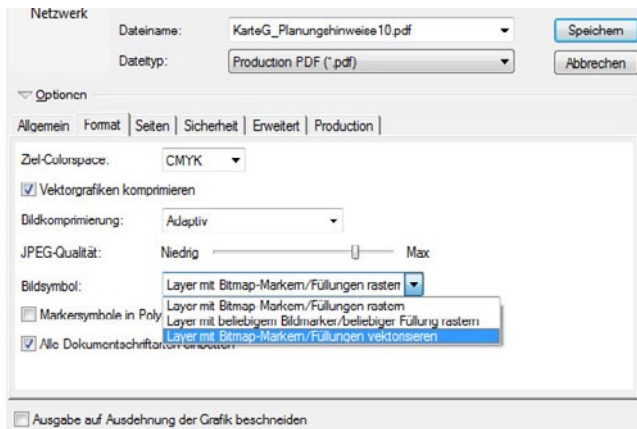 Netzwerk
Dateiname: KarteG_Planungshinweise10.pdf Speichern
Dateityp: Production PDF (*.pdf) Abbrechen
Optionen
Allgemein Format Seiten Sicherheit Erweitert Production
Ziel-Colorspace: CMYK
Vektorgrafiken komprimieren
Bildkomprimierung: Adaptiv
JPEG-Qualität: Niedrig Max
Bildsymbol: Layer mit Bitmap-Markern/Füllungen rastern
Layer mit Bitmap-Markern/Füllungen rastern
Markersymbole in Poly
Layer mit beliebigem Bildmarker/beliebiger Füllung rastern
Layer mit Bitmap-Markern/Füllungen vektorisieren
Alle Dokumentschriftarten einbetten
Ausgabe auf Ausdehnung der Grafik beschneiden